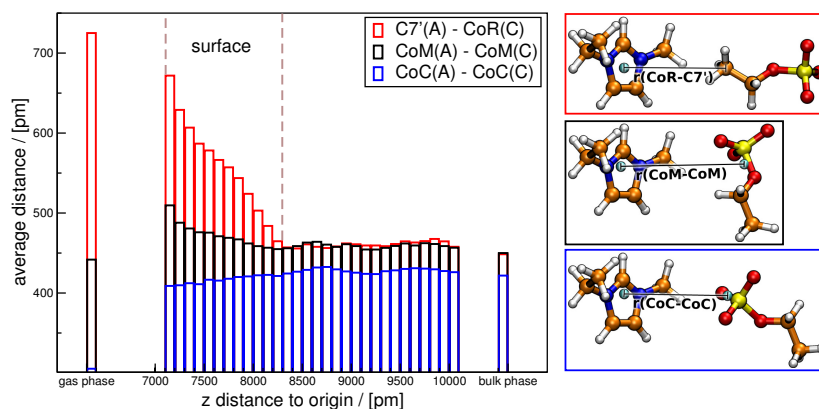 surface
C7'(A) - CoR(C)
CoM(A) - CoM(C)
CoC(A) - CoC(C)
average distance / [pm]
700
600
500
400
gas phase 7000 7500 8000 8500 9000 9500 10000 bulk phase
z distance to origin / [pm]
r(CoR-C7')
r(CoM-CoM)
r(CoC-CoC)